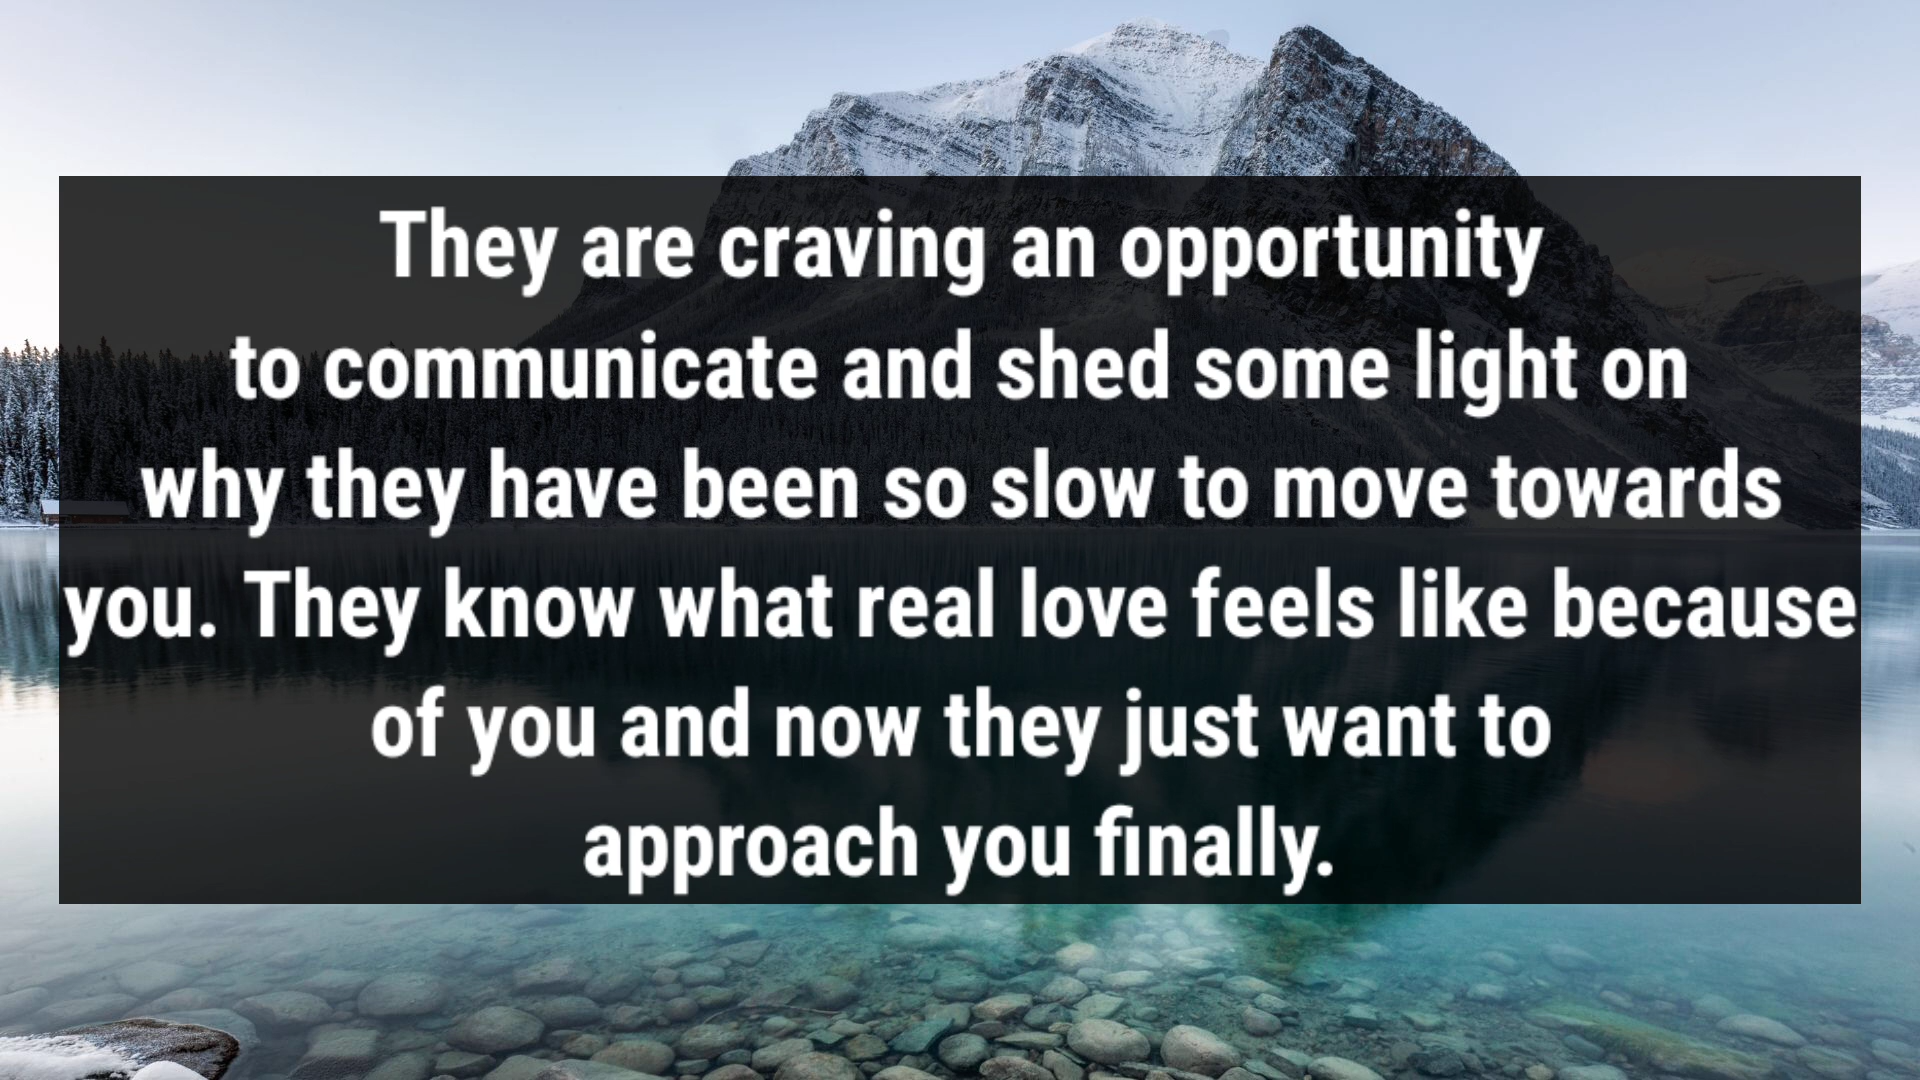 They are craving an opportunity
to communicate and shed some light on
why they have been so slow to move towards
you. They know what real love feels like because
of you and now they just want to
approach you finally.